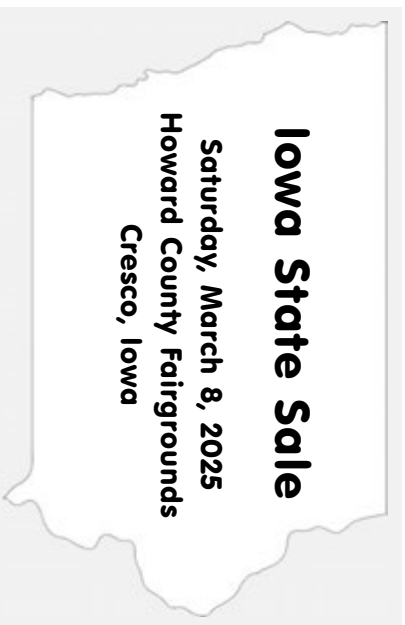 Iowa State Sale
Saturday, March 8, 2025
Howard County Fairgrounds
Cresco, Iowa